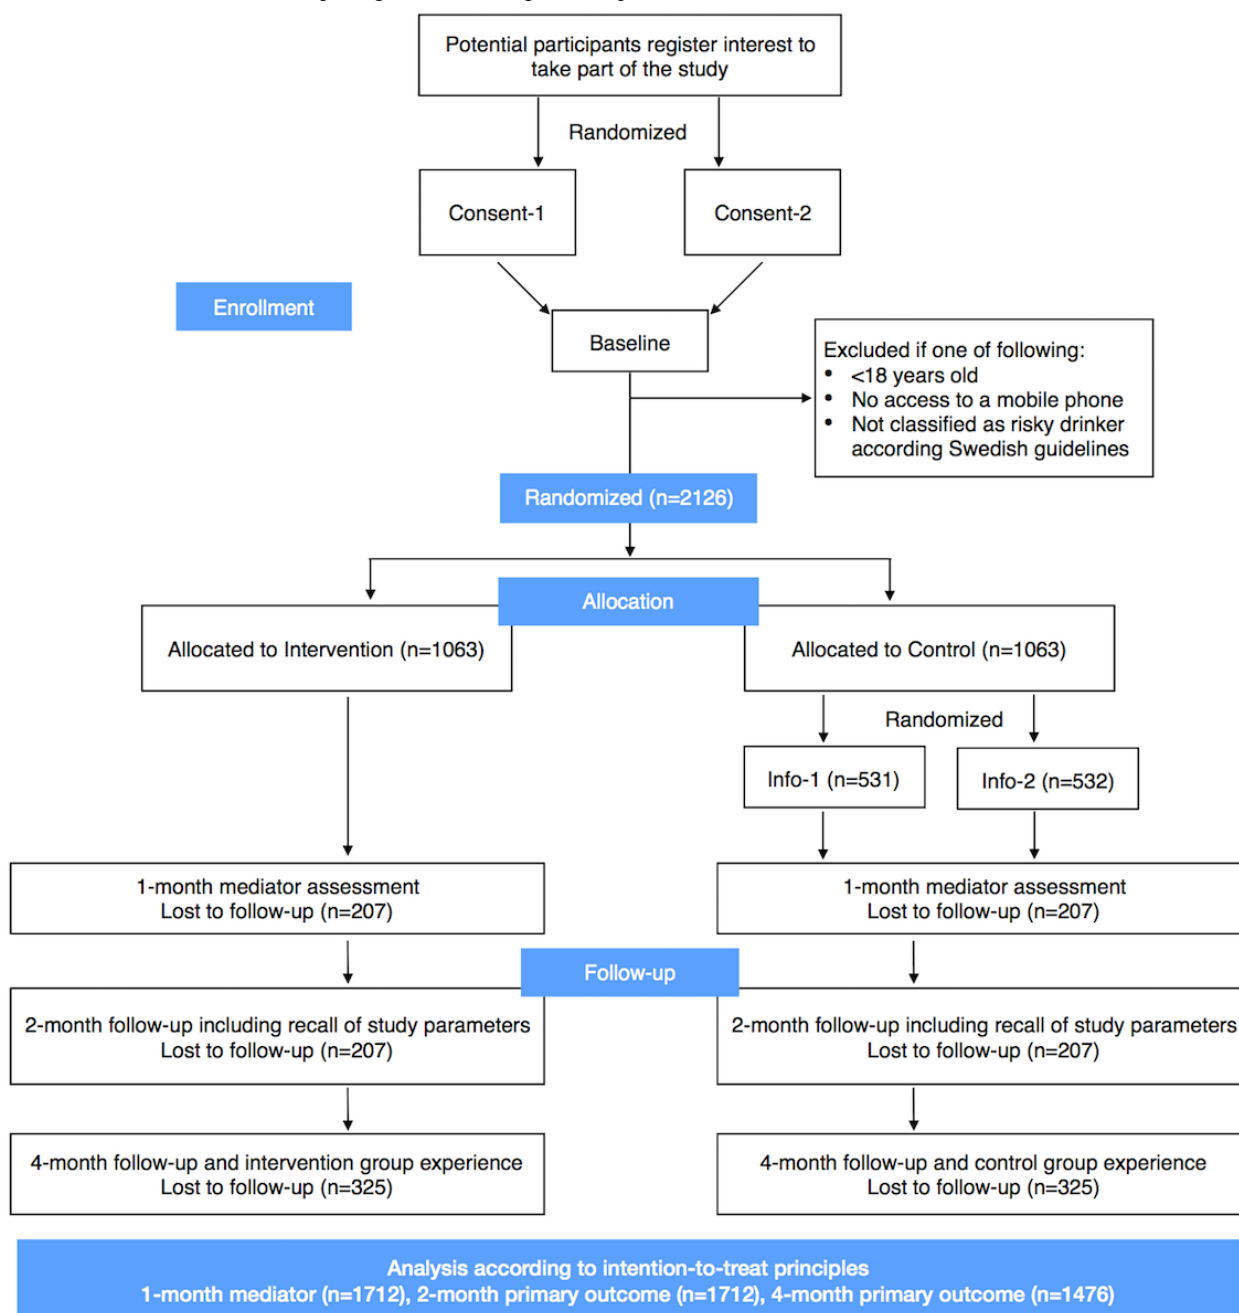 Potential participants register interest to
take part of the study
Randomized
Consent-1
Consent-2
Enrollment
Baseline
Excluded if one of following:
• <18 years old
• No access to a mobile phone
• Not classified as risky drinker
according Swedish guidelines
Randomized (n=2126)
Allocation
Allocated to Intervention (n=1063)
Allocated to Control (n=1063)
Randomized
Info-1 (n=531)
Info-2 (n=532)
1-month mediator assessment
Lost to follow-up (n=207)
1-month mediator assessment
Lost to follow-up (n=207)
Follow-up
2-month follow-up including recall of study parameters
Lost to follow-up (n=207)
2-month follow-up including recall of study parameters
Lost to follow-up (n=207)
4-month follow-up and intervention group experience
Lost to follow-up (n=325)
4-month follow-up and control group experience
Lost to follow-up (n=325)
Analysis according to intention-to-treat principles
1-month mediator (n=1712), 2-month primary outcome (n=1712), 4-month primary outcome (n=1476)